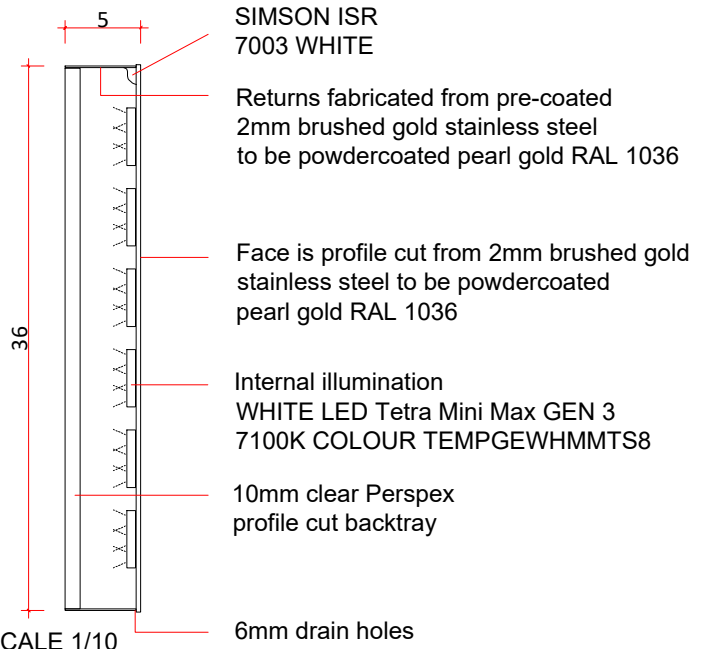 5
SIMSON ISR
7003 WHITE
Returns fabricated from pre-coated
2mm brushed gold stainless steel
to be powdercoated pearl gold RAL 1036
Face is profile cut from 2mm brushed gold
stainless steel to be powdercoated
pearl gold RAL 1036
36
Internal illumination
WHITE LED Tetra Mini Max GEN 3
7100K COLOUR TEMPGEWHMMTS8
10mm clear Perspex
profile cut backtray
6mm drain holes
CALE 1/10